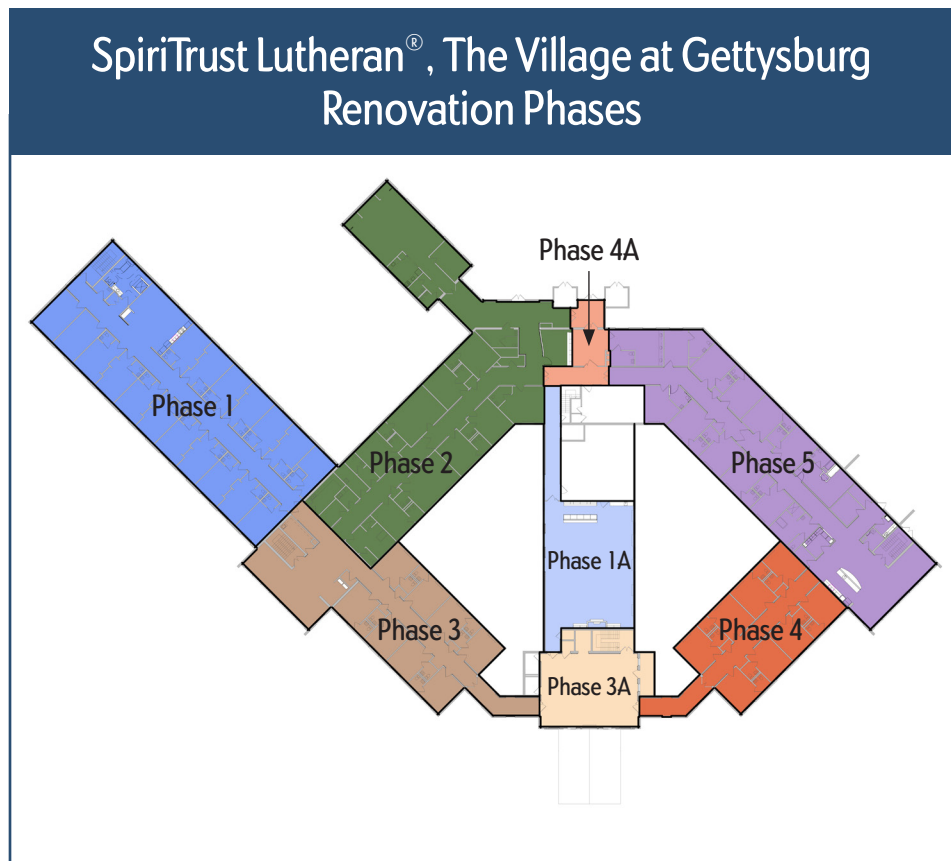 SpiriTrust Lutheran®, The Village at Gettysburg
Renovation Phases
Phase 4A
Phase 1
Phase 2
Phase 5
Phase 1A
Phase 3
Phase 4
Phase 3A